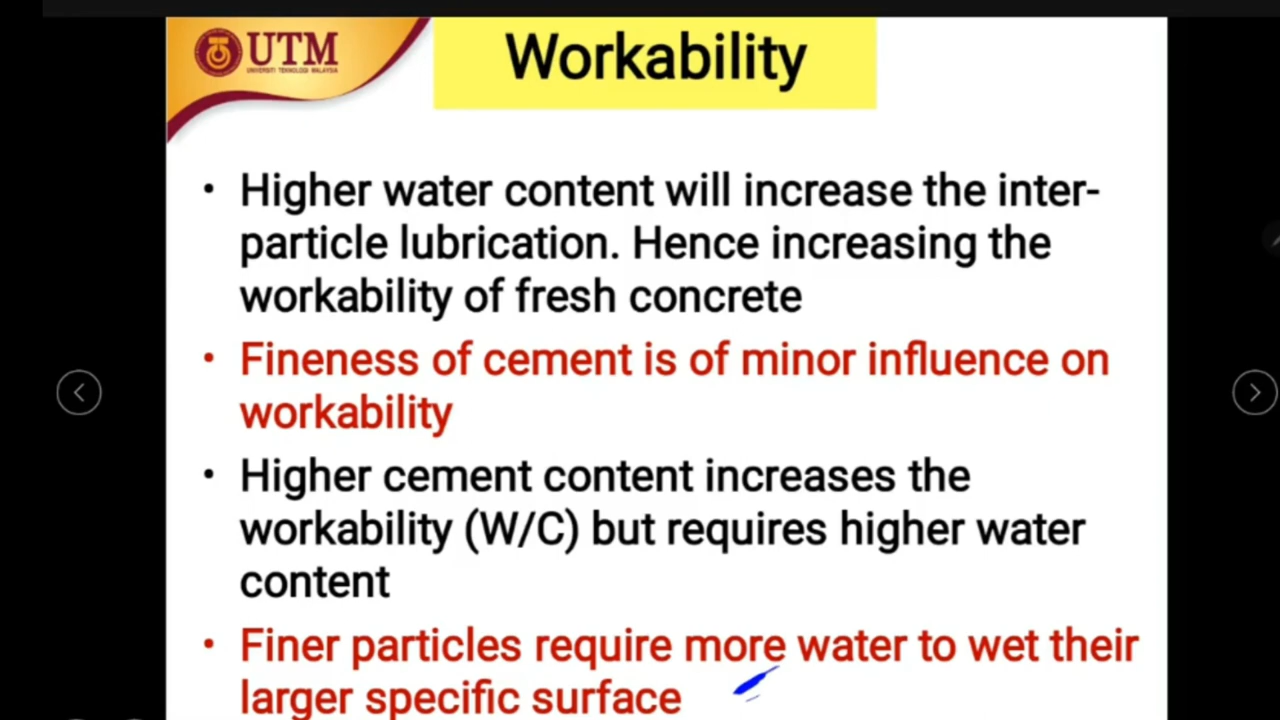 UTM
UNIVERSITI TEKNOLOGI MALAYSIA
Workability
• Higher water content will increase the inter-
particle lubrication. Hence increasing the
workability of fresh concrete
• Fineness of cement is of minor influence on
workability
• Higher cement content increases the
workability (W/C) but requires higher water
content
• Finer particles require more water to wet their
larger specific surface